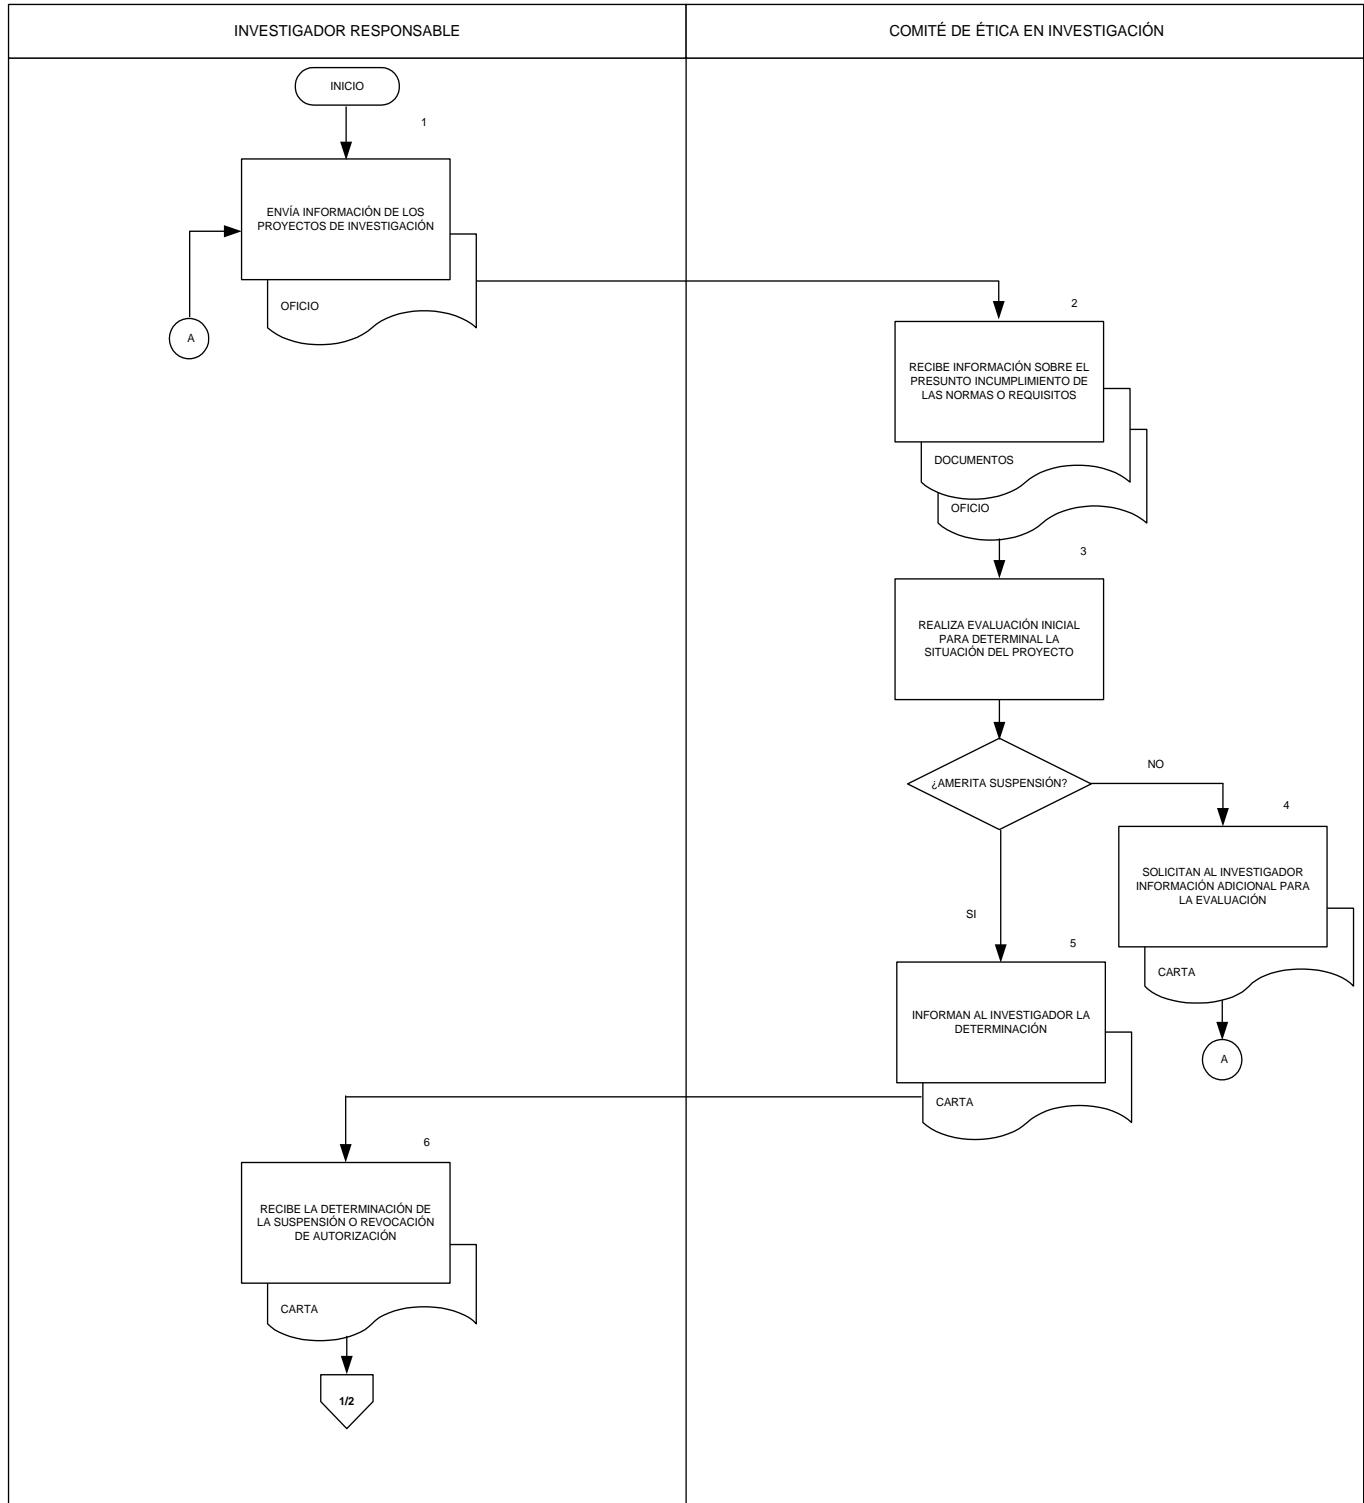 INVESTIGADOR RESPONSABLE
COMITÉ DE ÉTICA EN INVESTIGACIÓN
INICIO
1
ENVÍA INFORMACIÓN DE LOS
PROYECTOS DE INVESTIGACIÓN
OFICIO
A
2
RECIBE INFORMACIÓN SOBRE EL
PRESUNTO INCUMPLIMIENTO DE
LAS NORMAS O REQUISITOS
DOCUMENTOS
OFICIO
3
REALIZA EVALUACIÓN INICIAL
PARA DETERMINAL LA
SITUACIÓN DEL PROYECTO
¿AMERITA SUSPENSIÓN?
NO
4
SOLICITAN AL INVESTIGADOR
INFORMACIÓN ADICIONAL PARA
LA EVALUACIÓN
CARTA
A
SI
5
INFORMAN AL INVESTIGADOR LA
DETERMINACIÓN
CARTA
6
RECIBE LA DETERMINACIÓN DE
LA SUSPENSIÓN O REVOCACIÓN
DE AUTORIZACIÓN
CARTA
1/2